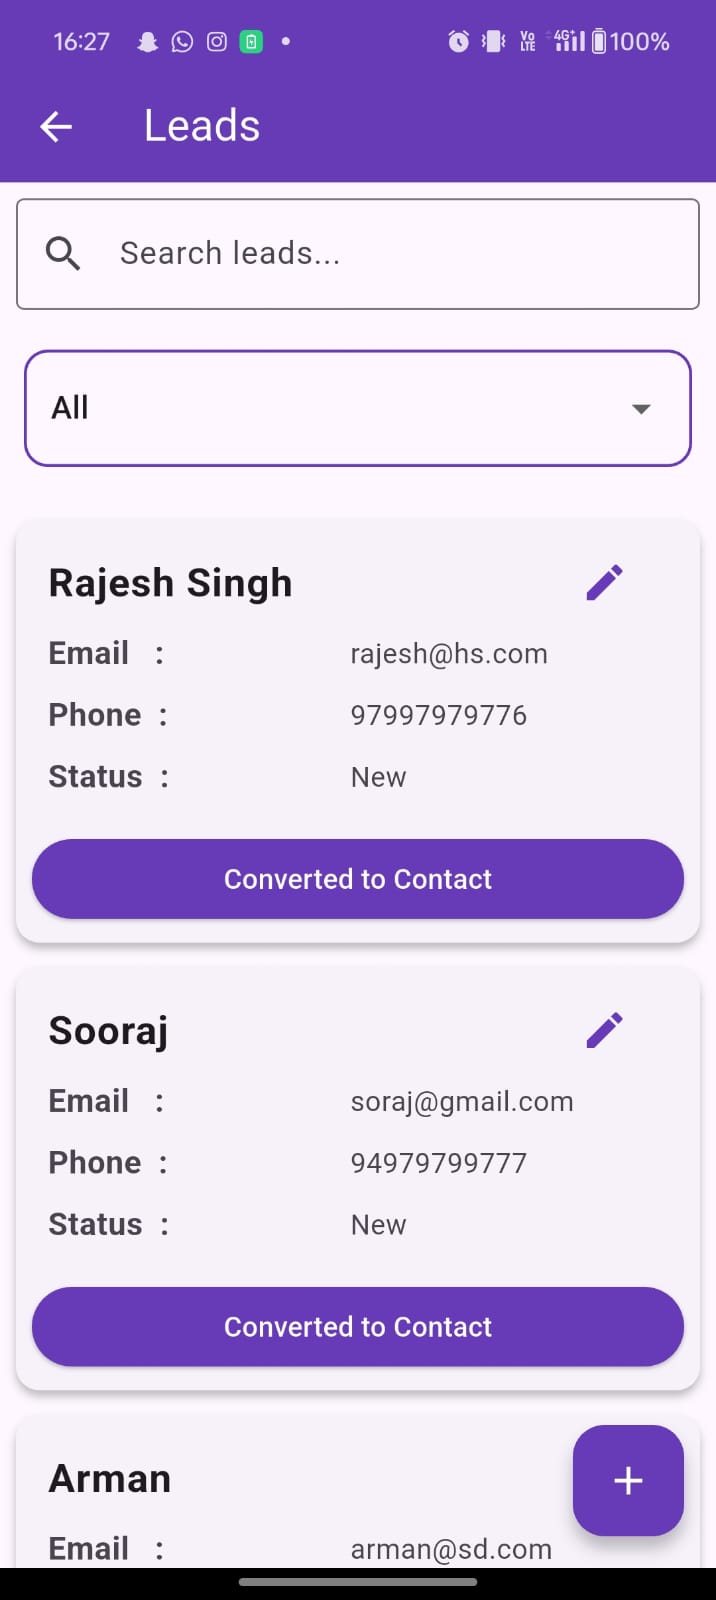 16:27 Vo LTE 4G+ 100%
Leads
Search leads...
All
Rajesh Singh
Email : rajesh@hs.com
Phone : 97997979776
Status : New
Converted to Contact
Sooraj
Email : soraj@gmail.com
Phone : 94979799777
Status : New
Converted to Contact
Arman
Email : arman@sd.com